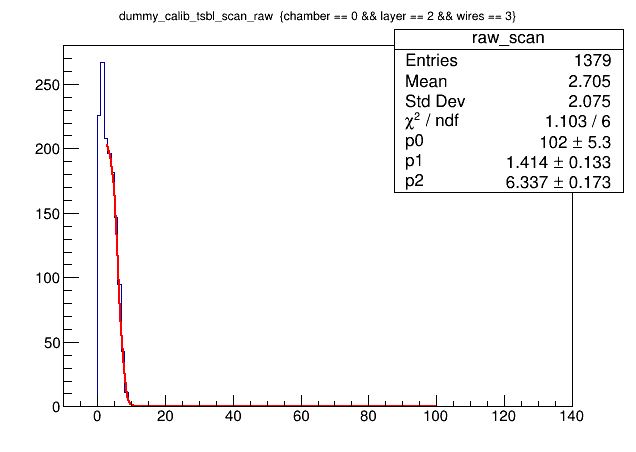 dummy_calib_tsbl_scan_raw {chamber == 0 && layer == 2 && wires == 3}
raw_scan
Entries 1379
Mean 2.705
Std Dev 2.075
χ² / ndf 1.103 / 6
p0 102 ± 5.3
p1 1.414 ± 0.133
p2 6.337 ± 0.173
250
200
150
100
50
0
0 20 40 60 80 100 120 140